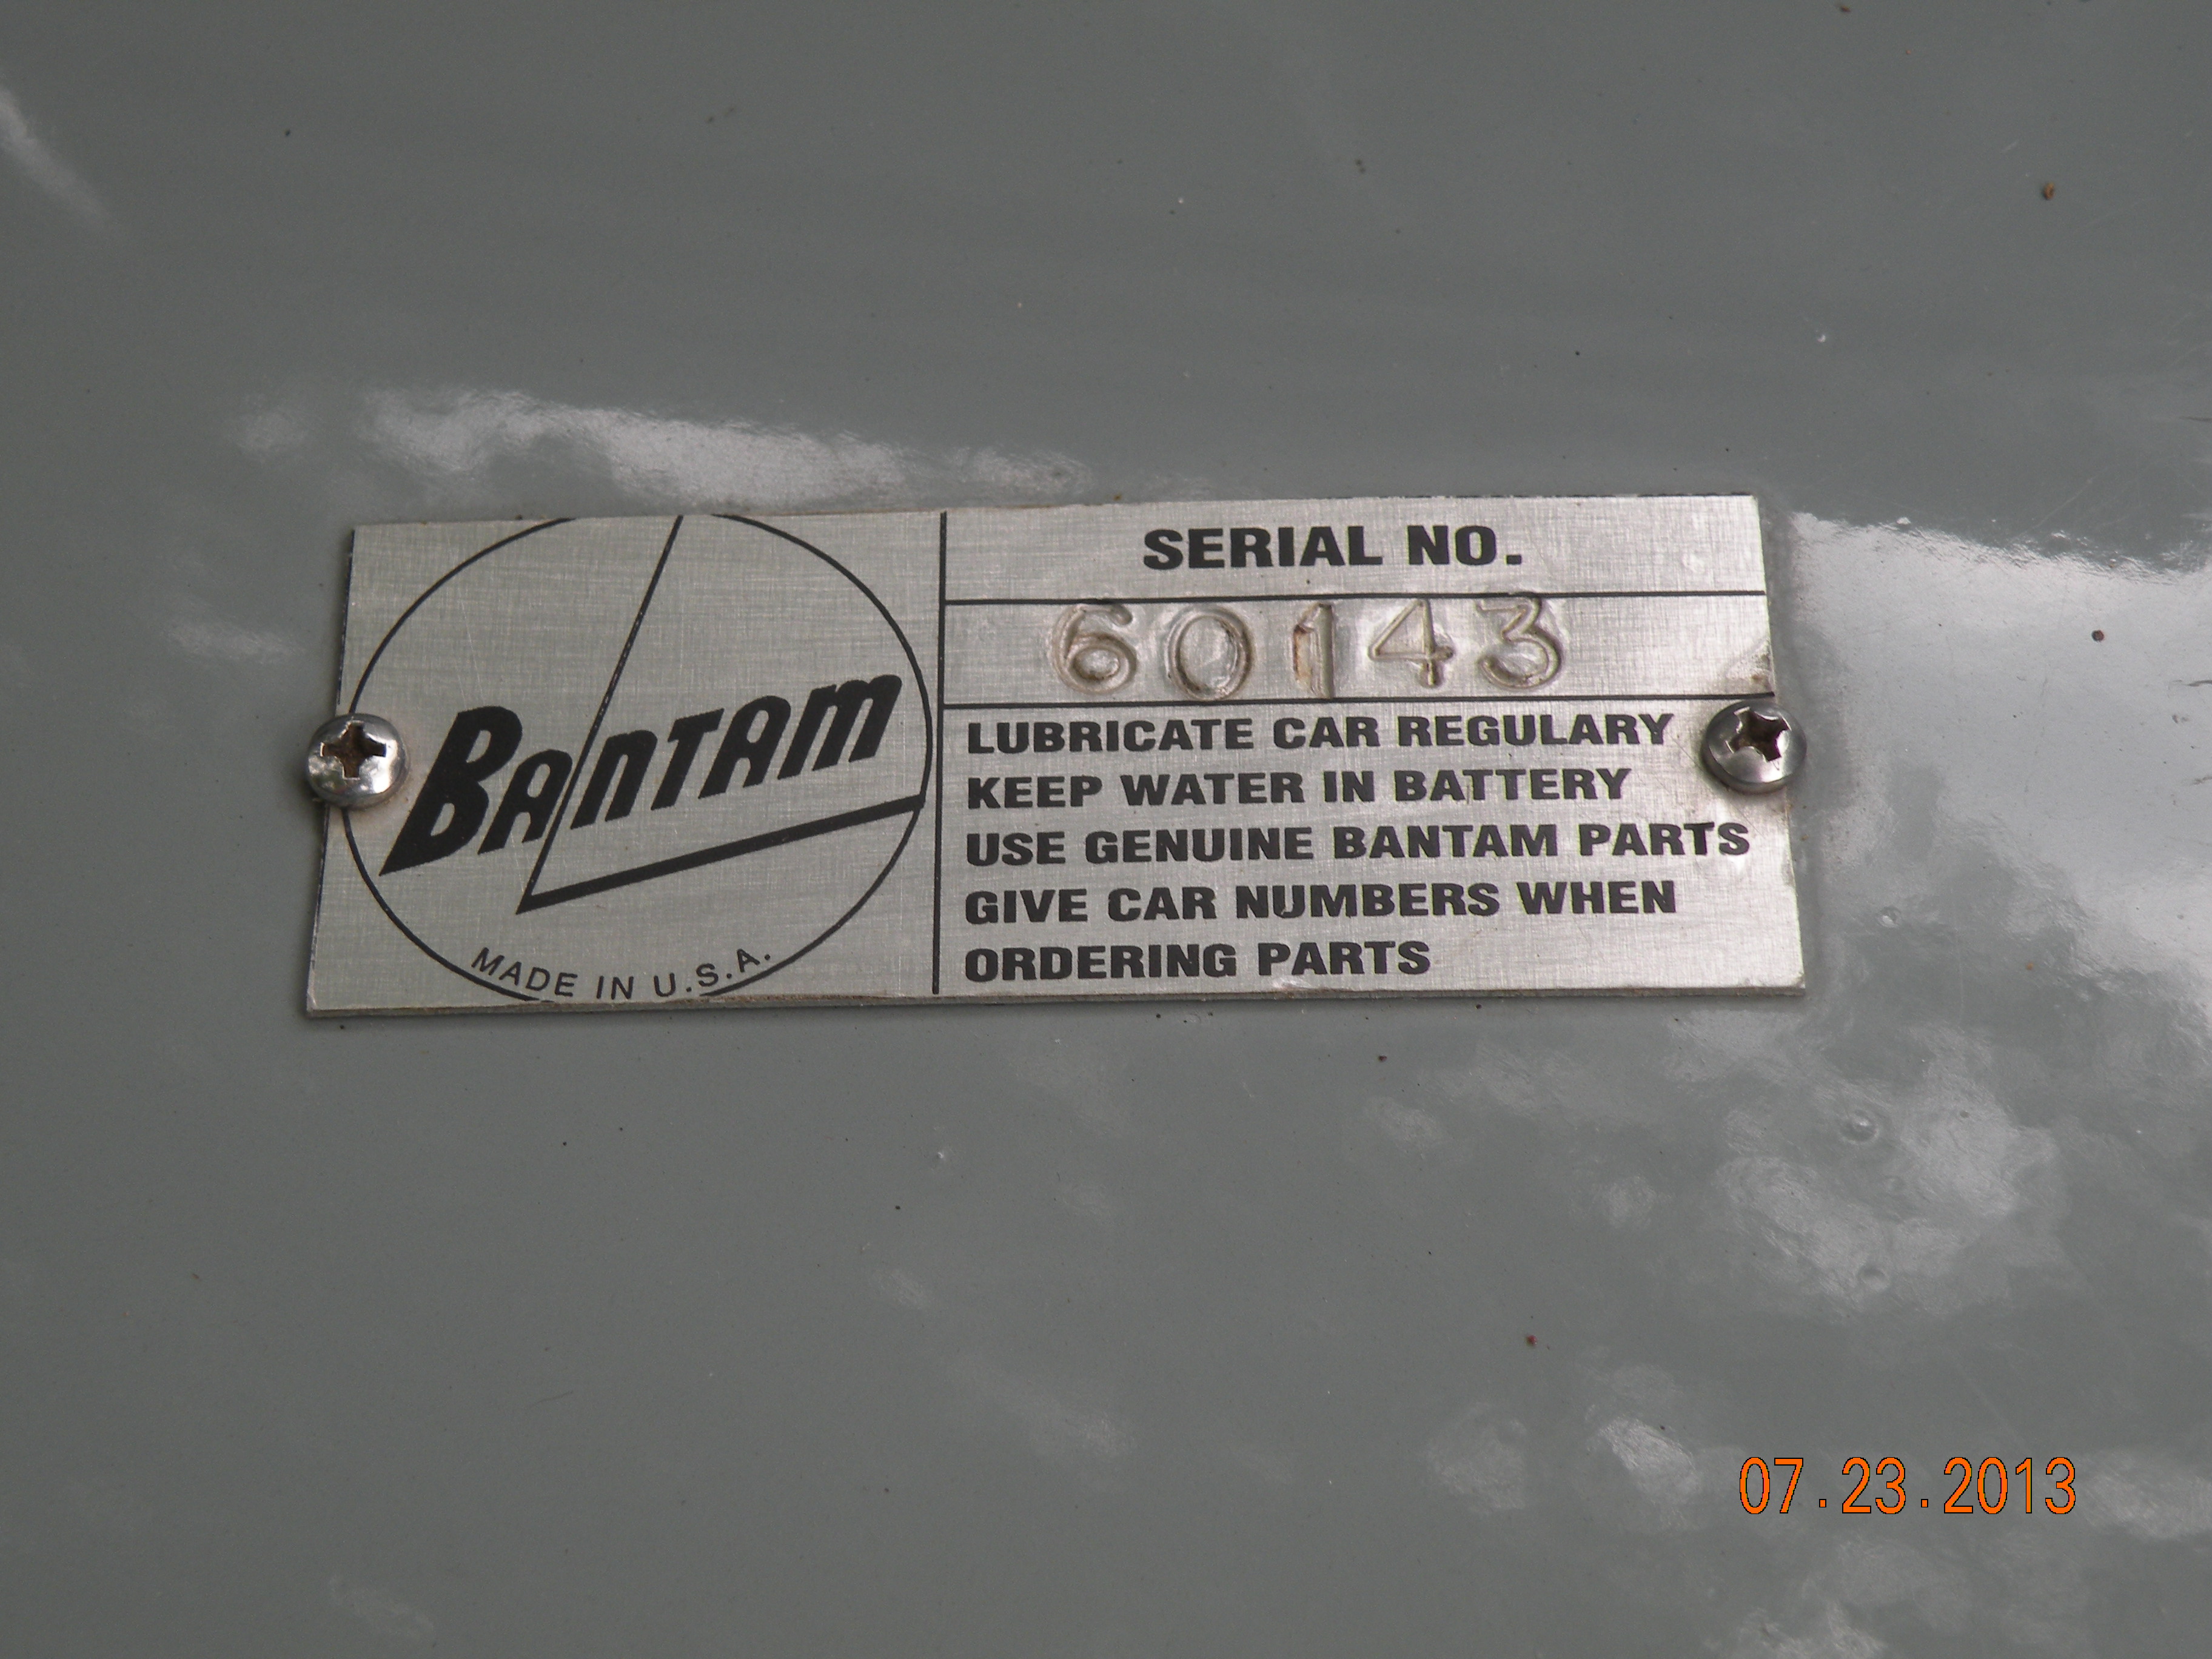 BANTAM
MADE IN U.S.A.
SERIAL NO.
60143
LUBRICATE CAR REGULARY
KEEP WATER IN BATTERY
USE GENUINE BANTAM PARTS
GIVE CAR NUMBERS WHEN
ORDERING PARTS
07.23.2013